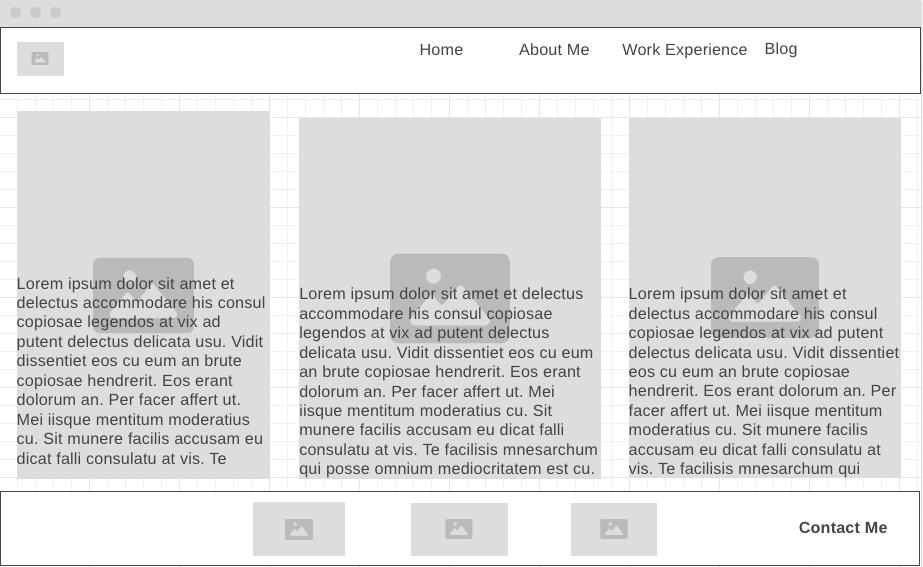 Home About Me Work Experience Blog
Lorem ipsum dolor sit amet et
delectus accommodare his consul
copiosae legendos at vix ad
putent delectus delicata usu. Vidit
dissentiet eos cu eum an brute
copiosae hendrerit. Eos erant
dolorum an. Per facer affert ut.
Mei iisque mentitum moderatius
cu. Sit munere facilis accusam eu
dicat falli consulatu at vis. Te
Lorem ipsum dolor sit amet et delectus
accommodare his consul copiosae
legendos at vix ad putent delectus
delicata usu. Vidit dissentiet eos cu eum
an brute copiosae hendrerit. Eos erant
dolorum an. Per facer affert ut. Mei
iisque mentitum moderatius cu. Sit
munere facilis accusam eu dicat falli
consulatu at vis. Te facilisis mnesarchum
qui posse omnium mediocritatem est cu.
Lorem ipsum dolor sit amet et
delectus accommodare his consul
copiosae legendos at vix ad putent
delectus delicata usu. Vidit dissentiet
eos cu eum an brute copiosae
hendrerit. Eos erant dolorum an. Per
facer affert ut. Mei iisque mentitum
moderatius cu. Sit munere facilis
accusam eu dicat falli consulatu at
vis. Te facilisis mnesarchum qui
Contact Me